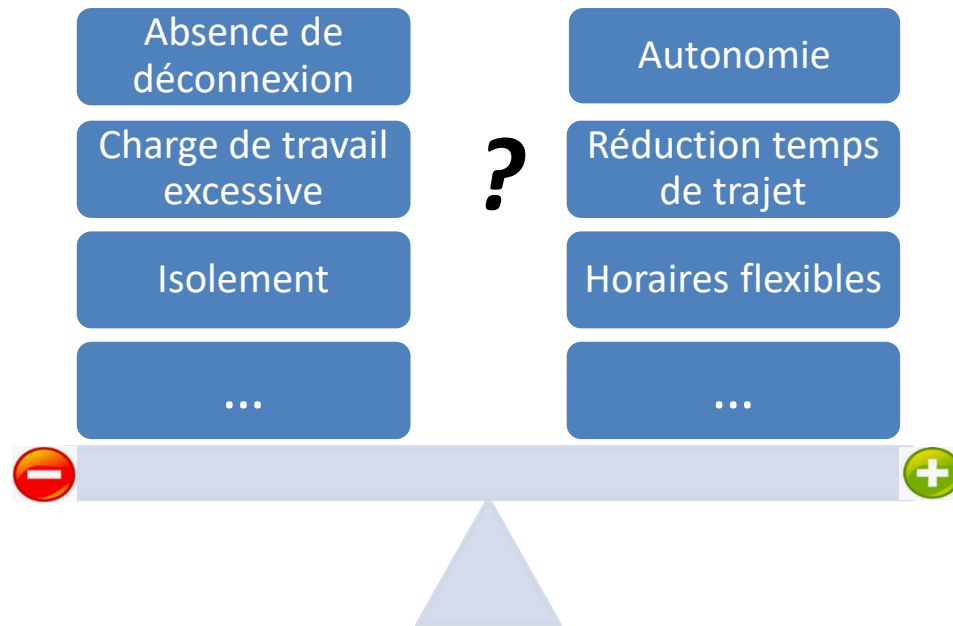 Absence de
déconnexion
Charge de travail
excessive
Isolement
...
?
Autonomie
Réduction temps
de trajet
Horaires flexibles
...